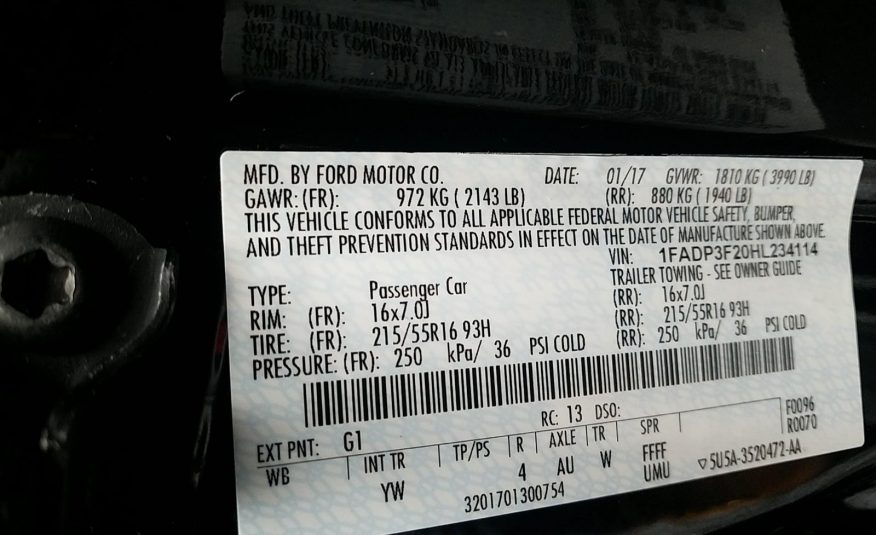 MFD. BY FORD MOTOR CO. DATE: 01/17 GVWR: 1810 KG ( 3990 LB)
GAWR: (FR): 972 KG ( 2143 LB) (RR): 880 KG ( 1940 LB)
THIS VEHICLE CONFORMS TO ALL APPLICABLE FEDERAL MOTOR VEHICLE SAFETY, BUMPER,
AND THEFT PREVENTION STANDARDS IN EFFECT ON THE DATE OF MANUFACTURE SHOWN ABOVE.
VIN: 1FADP3F20HL234114
TYPE: Passenger Car TRAILER TOWING - SEE OWNER GUIDE
RIM: (FR): 16x7.0J (RR): 16x7.0J
TIRE: (FR): 215/55R16 93H (RR): 215/55R16 93H
PRESSURE: (FR): 250 kPa/ 36 PSI COLD (RR): 250 kPa/ 36 PSI COLD
EXT PNT: G1 RC: 13 DSO: F0096
R0070
WB INT TR TP/PS R AXLE TR SPR
YW 4 AU W FFFF
UMU
3201701300754 ▽5U5A-3520472-AA